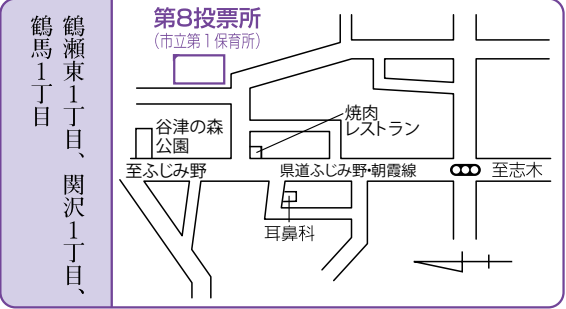 鶴瀬東1丁目、関沢1丁目、
鶴馬1丁目
第8投票所
(市立第1保育所)
焼肉
レストラン
谷津の森
公園
至ふじみ野
県道ふじみ野・朝霞線
至志木
耳鼻科